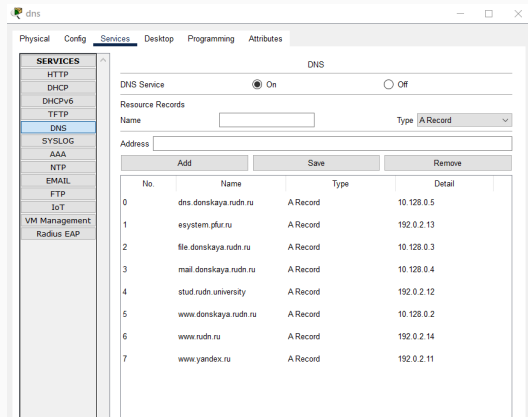 dns
Physical Config Services Desktop Programming Attributes
SERVICES
HTTP
DHCP
DHCPv6
TFTP
DNS
SYSLOG
AAA
NTP
EMAIL
FTP
IoT
VM Management
Radius EAP
DNS
DNS Service On Off
Resource Records
Name Type A Record
Address
Add Save Remove
No. Name Type Detail
0 dns.donskaya.rudn.ru A Record 10.128.0.5
1 esystem.pfur.ru A Record 192.0.2.13
2 file.donskaya.rudn.ru A Record 10.128.0.3
3 mail.donskaya.rudn.ru A Record 10.128.0.4
4 stud.rudn.university A Record 192.0.2.12
5 www.donskaya.rudn.ru A Record 10.128.0.2
6 www.rudn.ru A Record 192.0.2.14
7 www.yandex.ru A Record 192.0.2.11